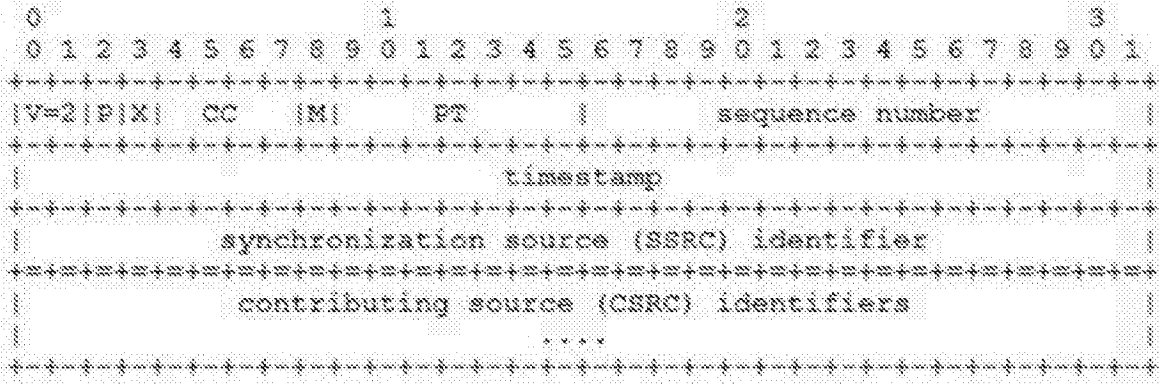 0                   1                   2                   3
0 1 2 3 4 5 6 7 8 9 0 1 2 3 4 5 6 7 8 9 0 1 2 3 4 5 6 7 8 9 0 1
+-+-+-+-+-+-+-+-+-+-+-+-+-+-+-+-+-+-+-+-+-+-+-+-+-+-+-+-+-+-+-+-+
|V=2|P|X|  CC   |M|     PT      |       sequence number         |
+-+-+-+-+-+-+-+-+-+-+-+-+-+-+-+-+-+-+-+-+-+-+-+-+-+-+-+-+-+-+-+-+
|                           timestamp                           |
+-+-+-+-+-+-+-+-+-+-+-+-+-+-+-+-+-+-+-+-+-+-+-+-+-+-+-+-+-+-+-+-+
|           synchronization source (SSRC) identifier            |
+=+=+=+=+=+=+=+=+=+=+=+=+=+=+=+=+=+=+=+=+=+=+=+=+=+=+=+=+=+=+=+=+
|            contributing source (CSRC) identifiers             |
|                             ....                              |
+-+-+-+-+-+-+-+-+-+-+-+-+-+-+-+-+-+-+-+-+-+-+-+-+-+-+-+-+-+-+-+-+